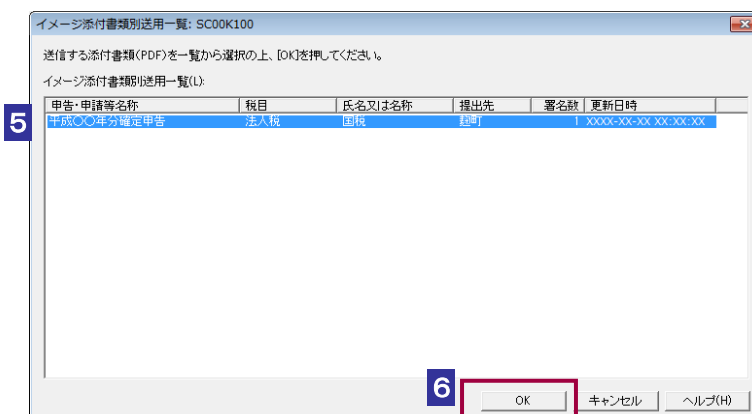 イメージ添付書類別送用一覧: SC00K100
送信する添付書類(PDF)を一覧から選択の上、[OK]を押してください。
イメージ添付書類別送用一覧(L):
申告・申請等名称 税目 氏名又は名称 提出先 署名数 更新日時
5
平成〇〇年分確定申告 法人税 国税 麹町 1 XXXX-XX-XX XX:XX:XX
6
OK キャンセル ヘルプ(H)